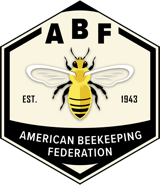 ABF
EST. 1943
AMERICAN BEEKEEPING
FEDERATION